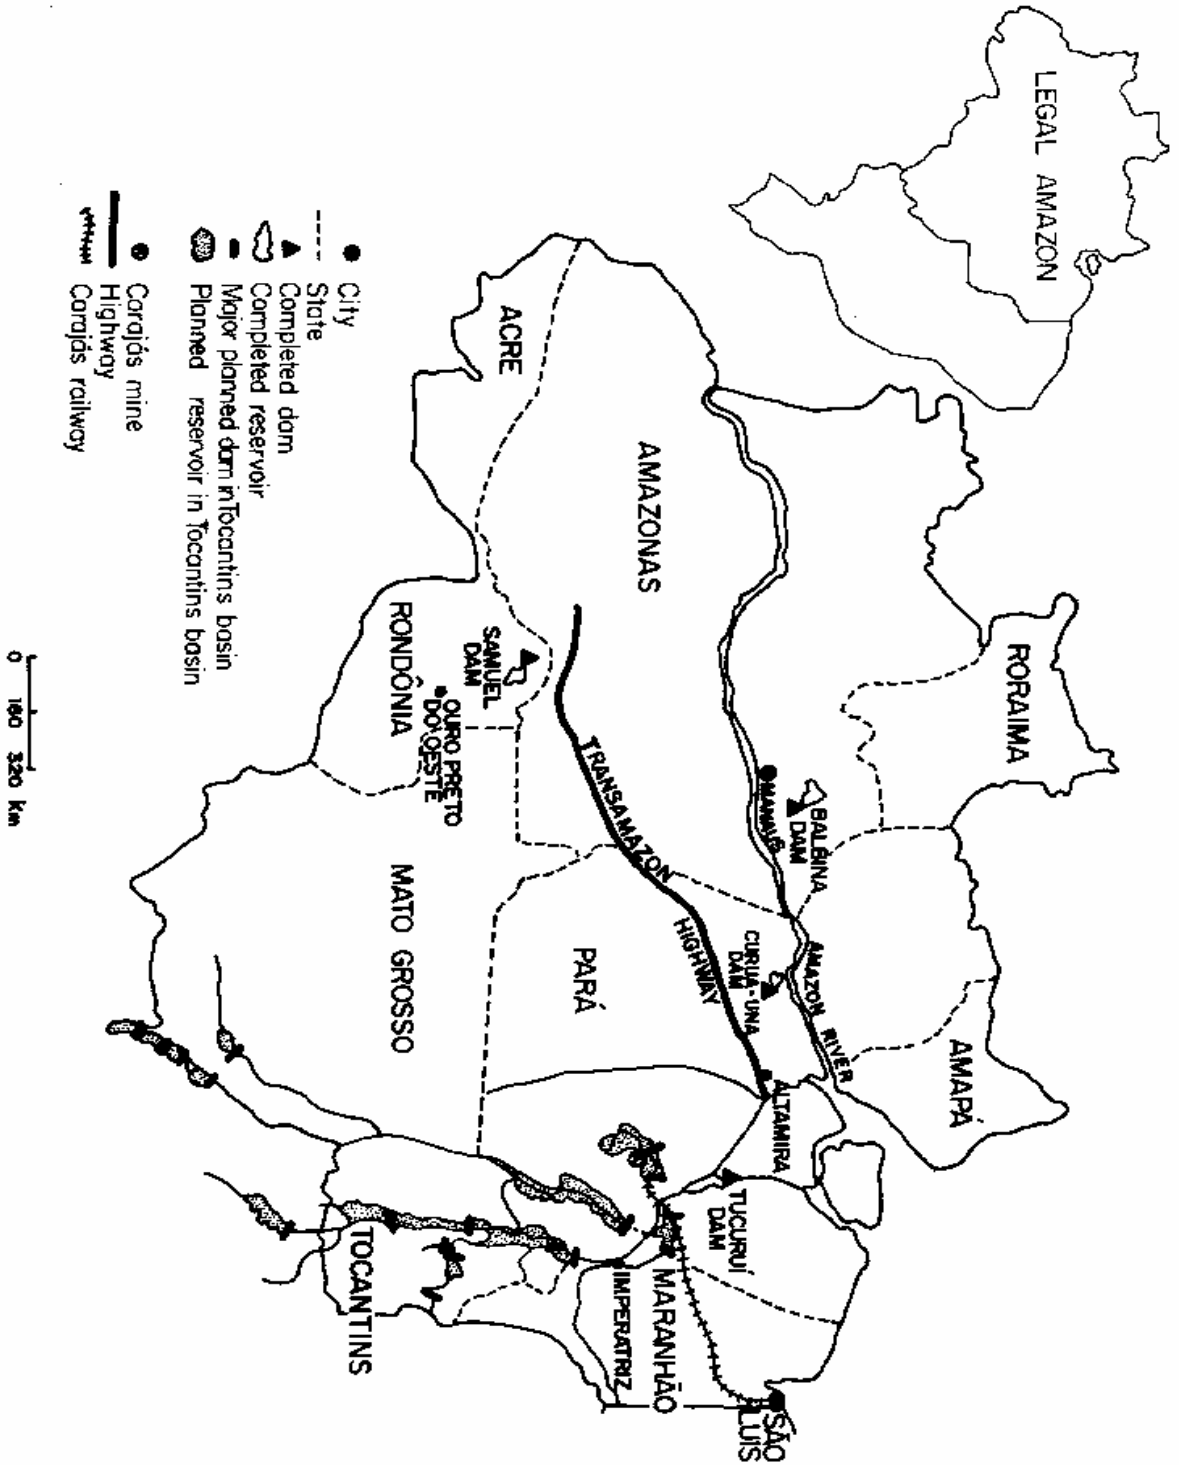 LEGAL AMAZON
RORAIMA
AMAPÁ
BALBINA
DAM
AMAZON RIVER
MANAUS
CURUÁ-UNA
DAM
ALTAMIRA
TUCURUÍ
DAM
SÃO
LUIS
AMAZONAS
TRANSAMAZON HIGHWAY
PARÁ
MARANHÃO
IMPERATRIZ
ACRE
SAMUEL
DAM
OURO PRETO
DO OESTE
RONDÔNIA
MATO GROSSO
TOCANTINS
City
State
Completed dam
Completed reservoir
Major planned dam in Tocantins basin
Planned reservoir in Tocantins basin
Carajás mine
Highway
Carajás railway
0 160 320 km